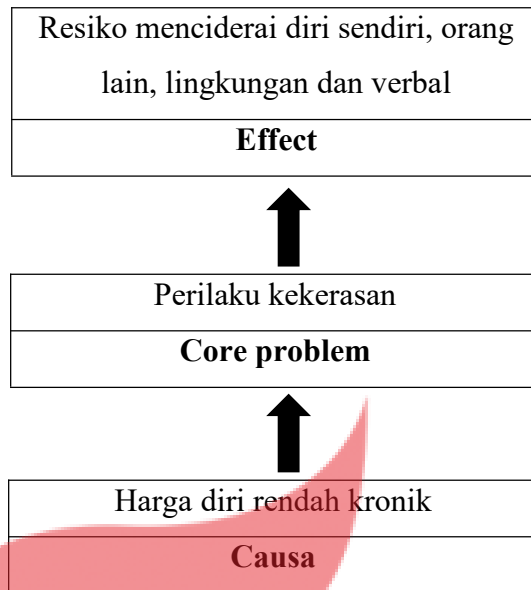 Resiko menciderai diri sendiri, orang
lain, lingkungan dan verbal
Effect
Perilaku kekerasan
Core problem
Harga diri rendah kronik
Causa